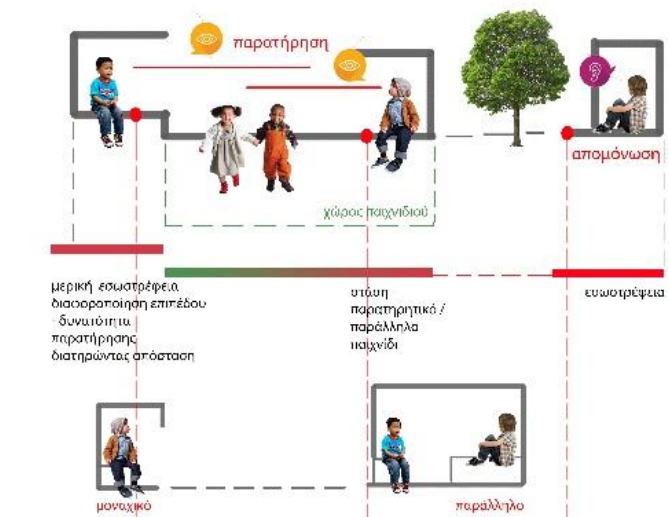 παρατήρηση
απομόνωση
χώρος παιχνιδιού
μερική εσωστρέφεια
διαφοροποίηση επιπέδου
- δυνατότητα
παρατήρησης
διατηρώντας απόσταση
στάση
παρατηρητικό /
παράλληλο
παιχνίδι
εσωστρέφεια
μοναχικό
παράλληλο